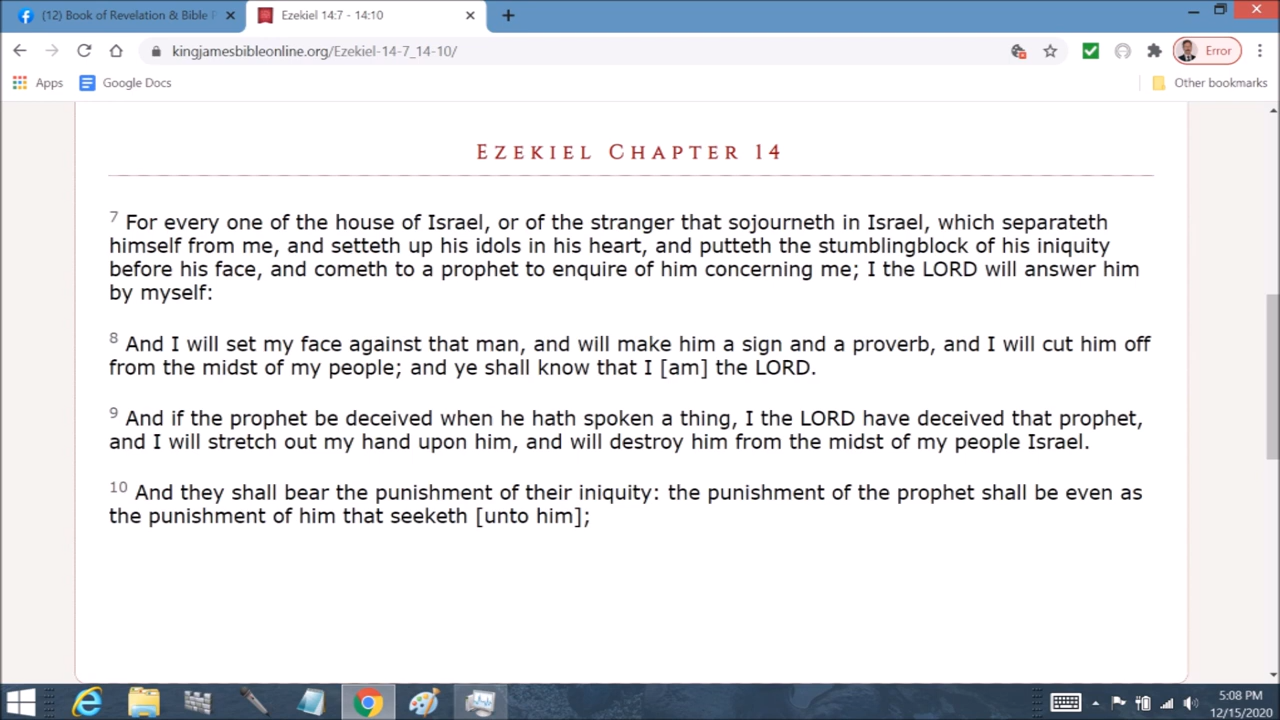 (12) Book of Revelation & Bible
Ezekiel 14:7 - 14:10
kingjamesbibleonline.org/Ezekiel-14-7_14-10/
Error
Apps
Google Docs
Other bookmarks
EZEKIEL CHAPTER 14
7 For every one of the house of Israel, or of the stranger that sojourneth in Israel, which separateth
himself from me, and setteth up his idols in his heart, and putteth the stumblingblock of his iniquity
before his face, and cometh to a prophet to enquire of him concerning me; I the LORD will answer him
by myself:
8 And I will set my face against that man, and will make him a sign and a proverb, and I will cut him off
from the midst of my people; and ye shall know that I [am] the LORD.
9 And if the prophet be deceived when he hath spoken a thing, I the LORD have deceived that prophet,
and I will stretch out my hand upon him, and will destroy him from the midst of my people Israel.
10 And they shall bear the punishment of their iniquity: the punishment of the prophet shall be even as
the punishment of him that seeketh [unto him];
5:08 PM
12/15/2020